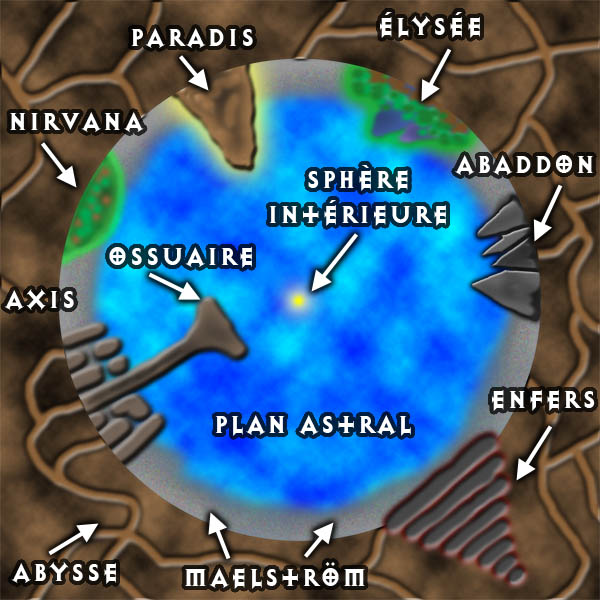 PARADIS
ÉLYSÉE
NIRVANA
ABADDON
SPHÈRE
INTÉRIEURE
OSSUAIRE
AXIS
ENFERS
PLAN ASTRAL
ABYSSE
MAELSTRÖM